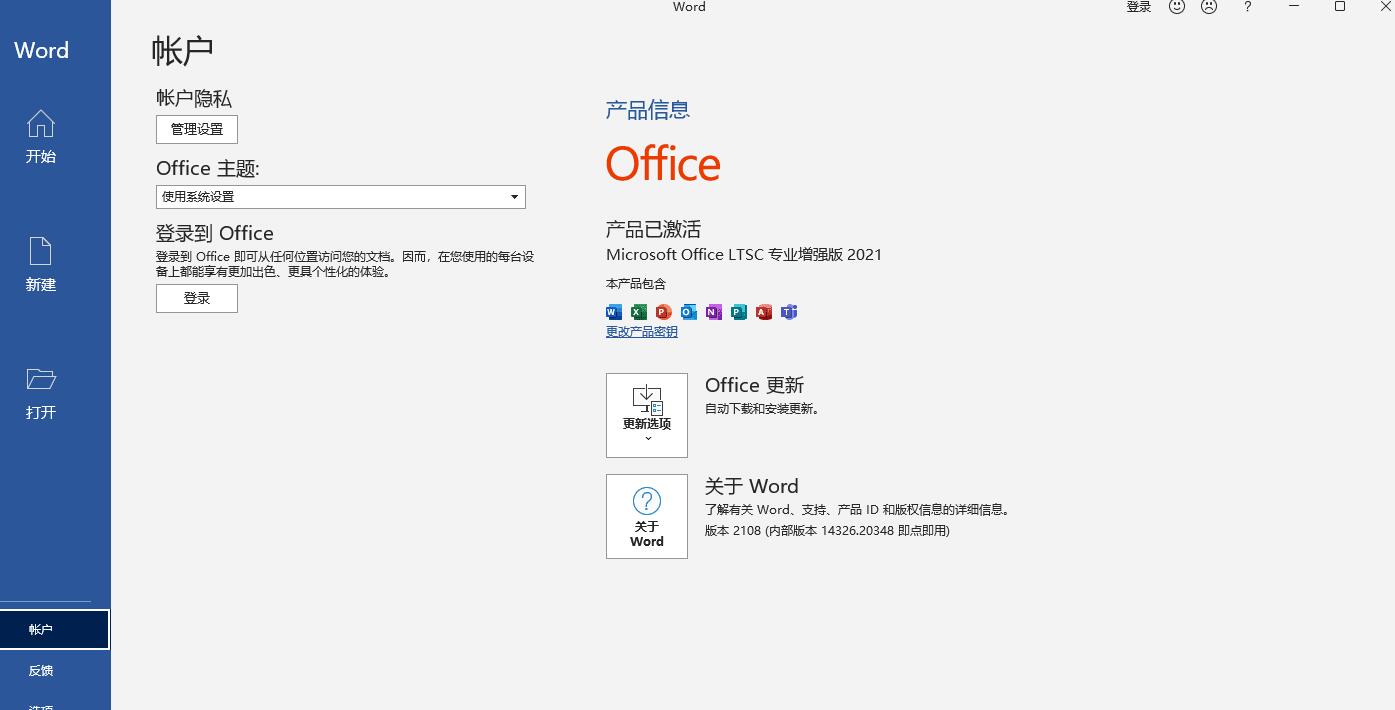 Word
登录
?
Word
开始
新建
打开
帐户
反馈
选项
帐户
帐户隐私
管理设置
Office 主题:
使用系统设置
登录到 Office
登录到 Office 即可从任何位置访问您的文档。因而，在您使用的每台设
备上都能享有更加出色、更具个性化的体验。
登录
产品信息
Office
产品已激活
Microsoft Office LTSC 专业增强版 2021
本产品包含
W X P O N P A T
更改产品密钥
更新选项
Office 更新
自动下载和安装更新。
?
关于
Word
关于 Word
了解有关 Word、支持、产品 ID 和版权信息的详细信息。
版本 2108 (内部版本 14326.20348 即点即用)